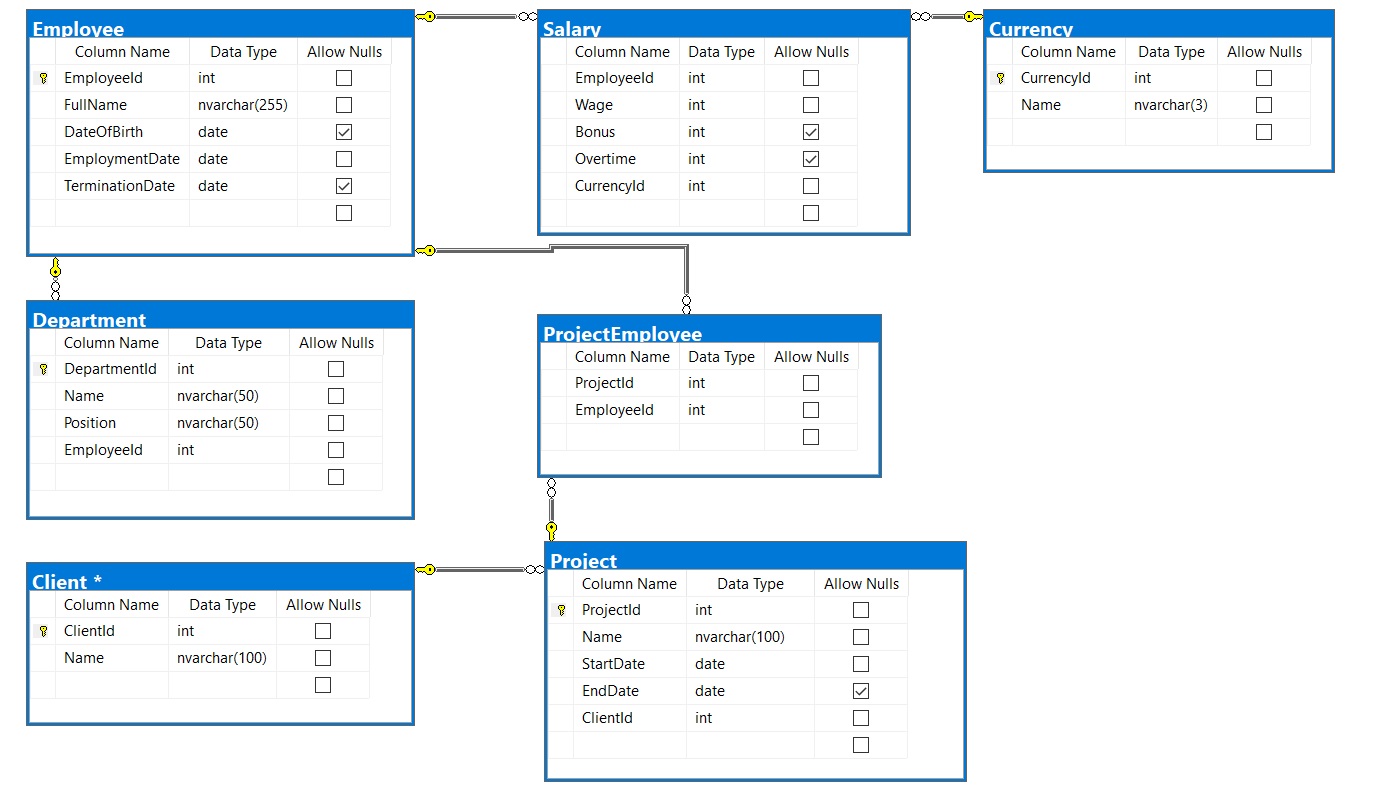 Employee
Column Name Data Type Allow Nulls
EmployeeId int
FullName nvarchar(255)
DateOfBirth date
EmploymentDate date
TerminationDate date
Salary
Column Name Data Type Allow Nulls
EmployeeId int
Wage int
Bonus int
Overtime int
CurrencyId int
Currency
Column Name Data Type Allow Nulls
CurrencyId int
Name nvarchar(3)
Department
Column Name Data Type Allow Nulls
DepartmentId int
Name nvarchar(50)
Position nvarchar(50)
EmployeeId int
ProjectEmployee
Column Name Data Type Allow Nulls
ProjectId int
EmployeeId int
Client *
Column Name Data Type Allow Nulls
ClientId int
Name nvarchar(100)
Project
Column Name Data Type Allow Nulls
ProjectId int
Name nvarchar(100)
StartDate date
EndDate date
ClientId int